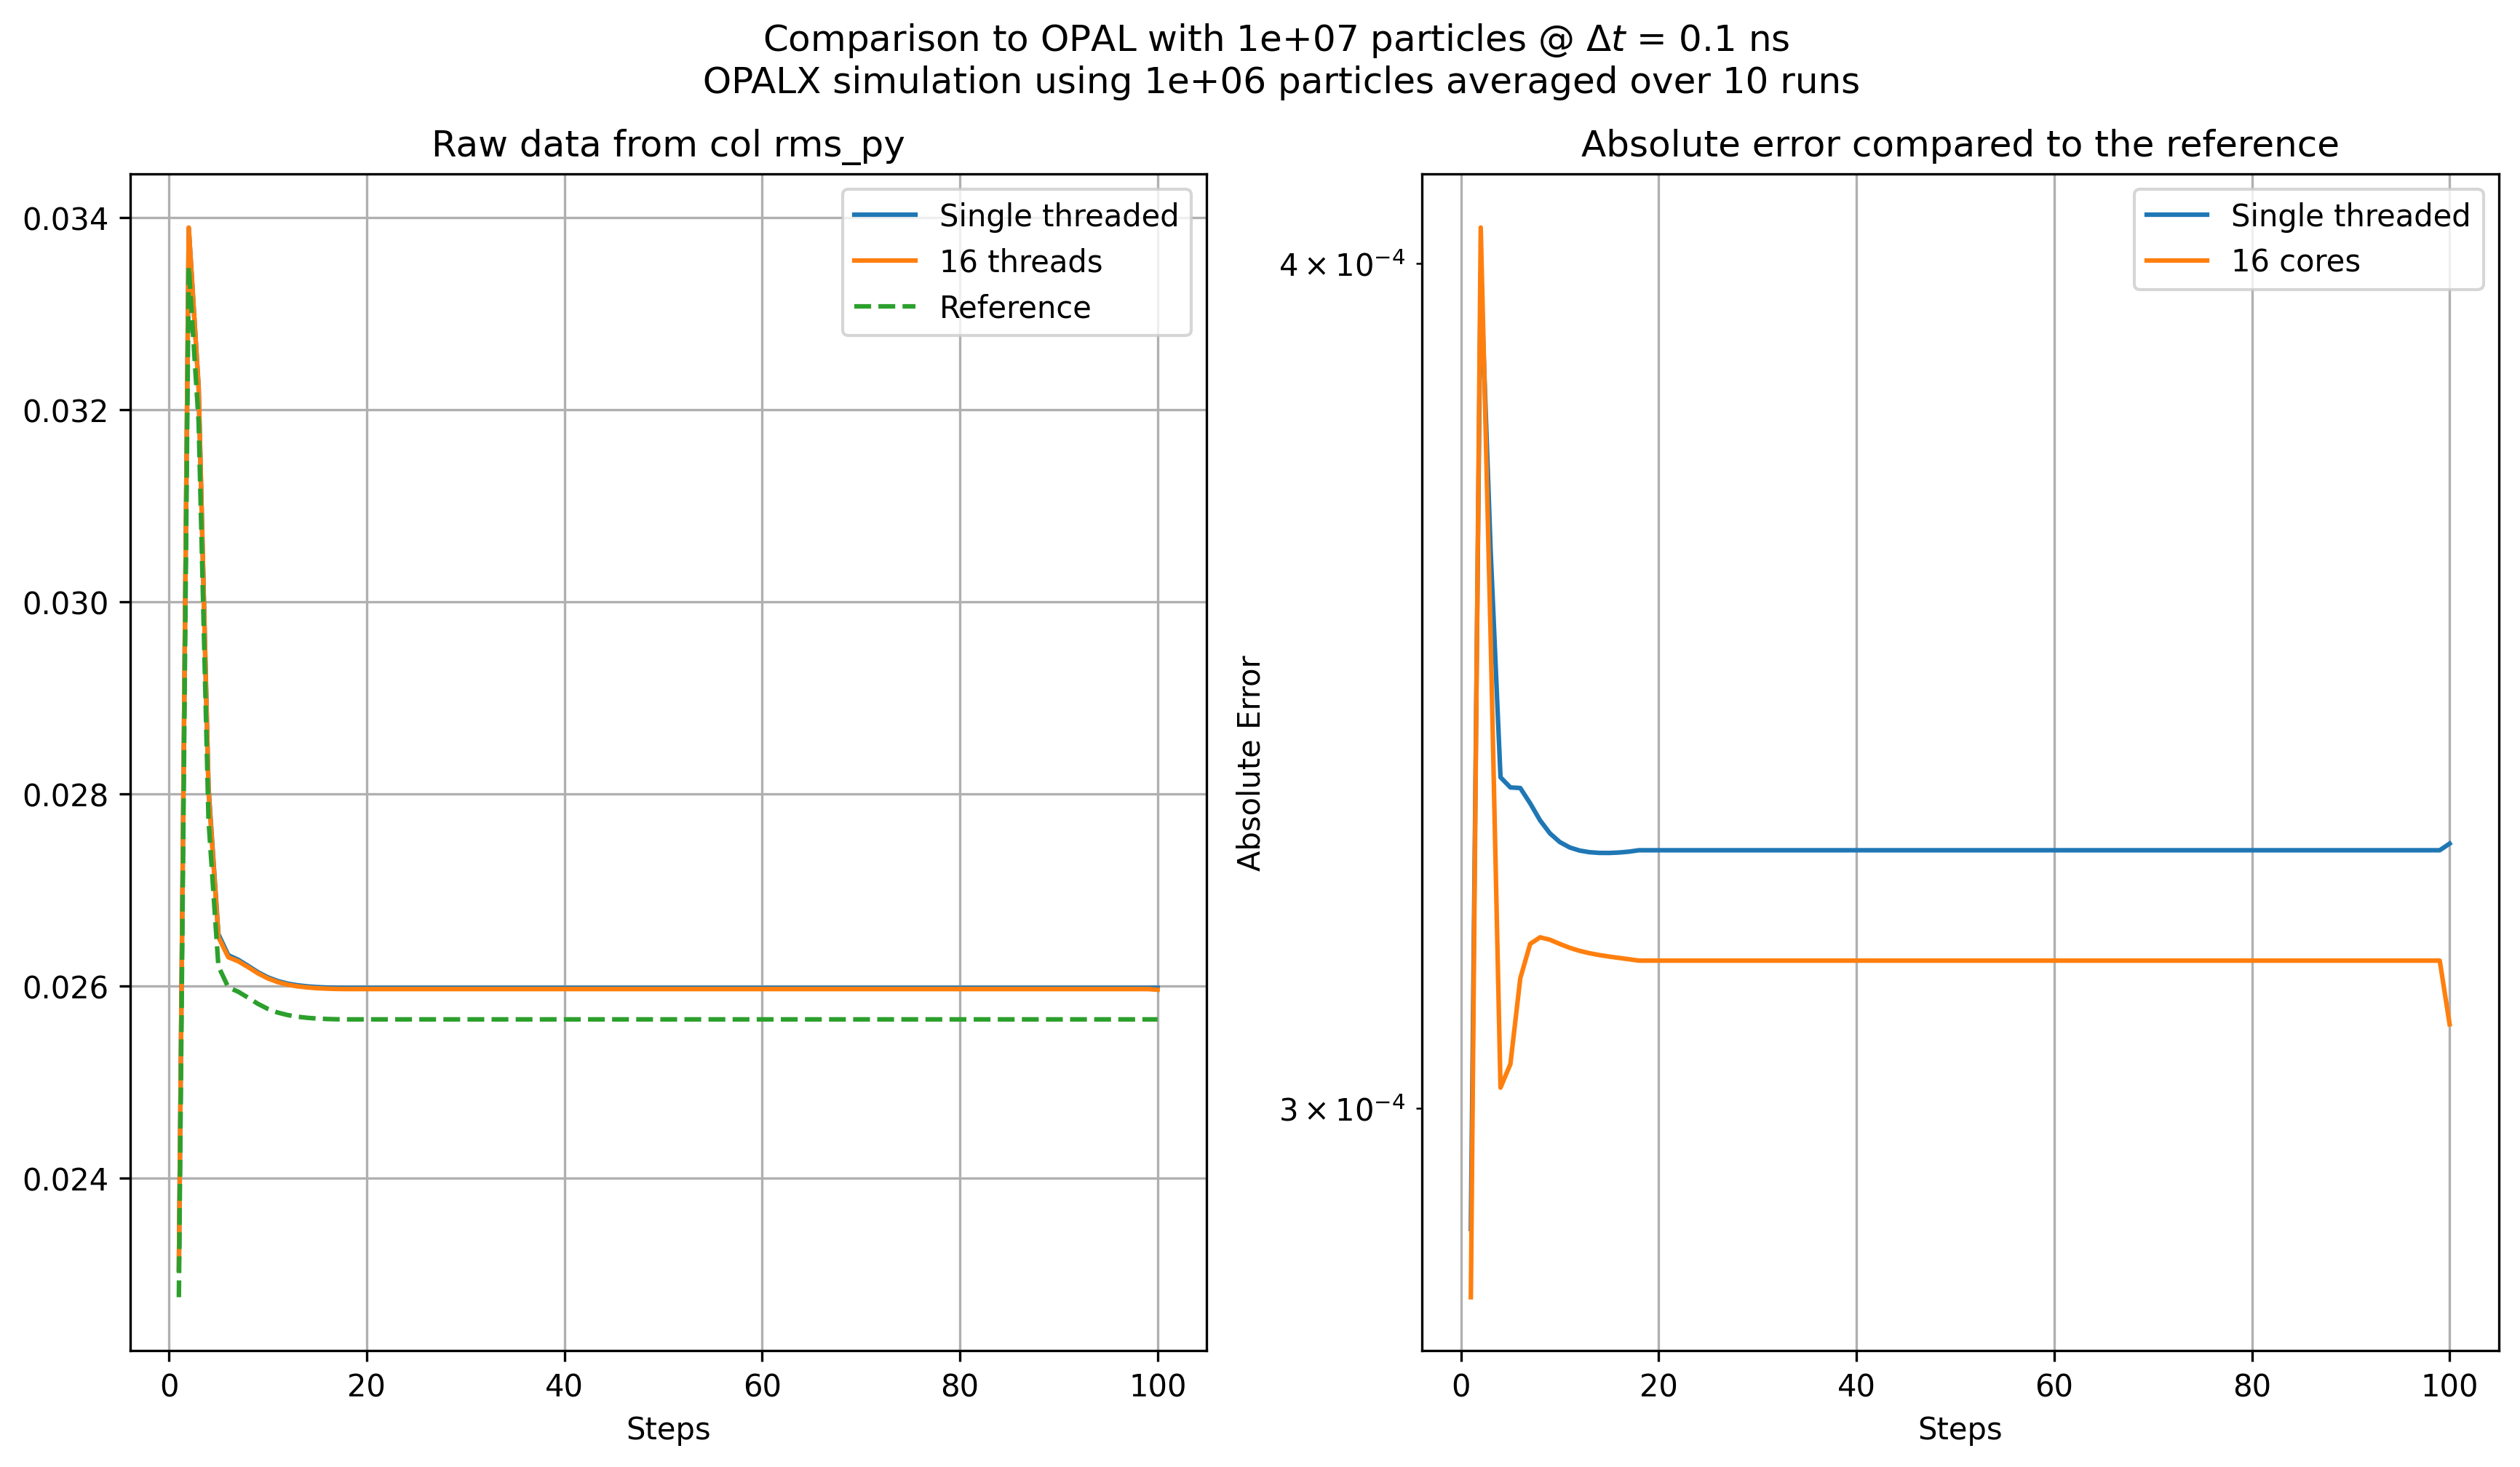 Comparison to OPAL with 1e+07 particles @ Δt = 0.1 ns
OPALX simulation using 1e+06 particles averaged over 10 runs
Raw data from col rms_py
0.034
0.032
0.030
0.028
0.026
0.024
0
20
40
60
80
100
Steps
Single threaded
16 threads
Reference
Absolute error compared to the reference
Absolute Error
4 × 10⁻⁴
3 × 10⁻⁴
0
20
40
60
80
100
Steps
Single threaded
16 cores